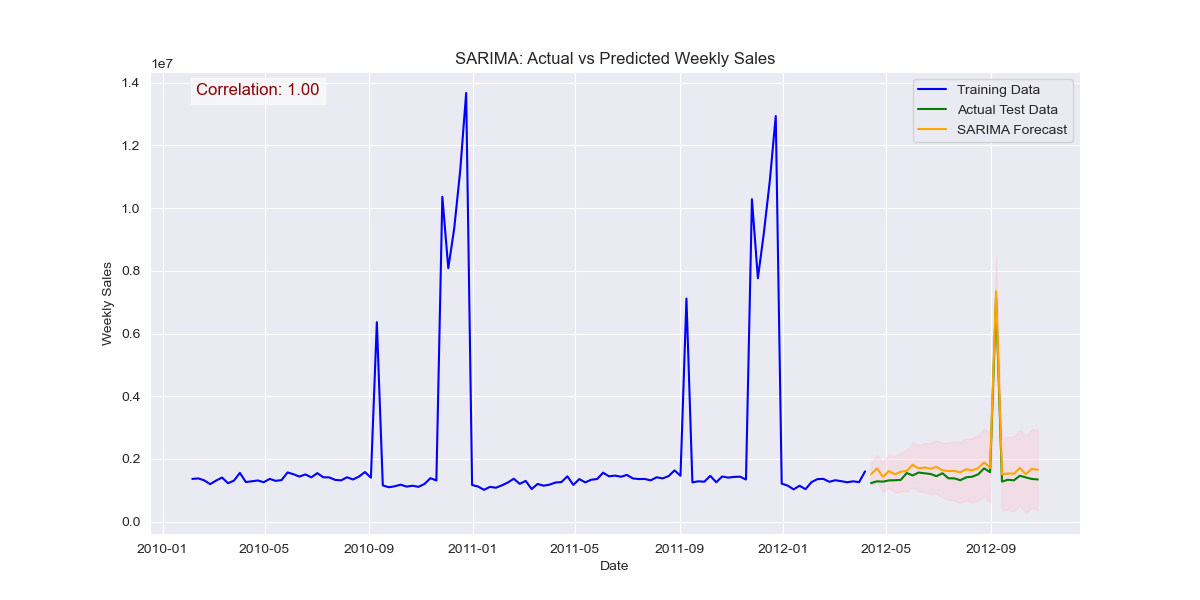 SARIMA: Actual vs Predicted Weekly Sales
1e7
Correlation: 1.00
Training Data
Actual Test Data
SARIMA Forecast
1.4
1.2
1.0
0.8
0.6
0.4
0.2
0.0
Weekly Sales
2010-01 2010-05 2010-09 2011-01 2011-05 2011-09 2012-01 2012-05 2012-09
Date